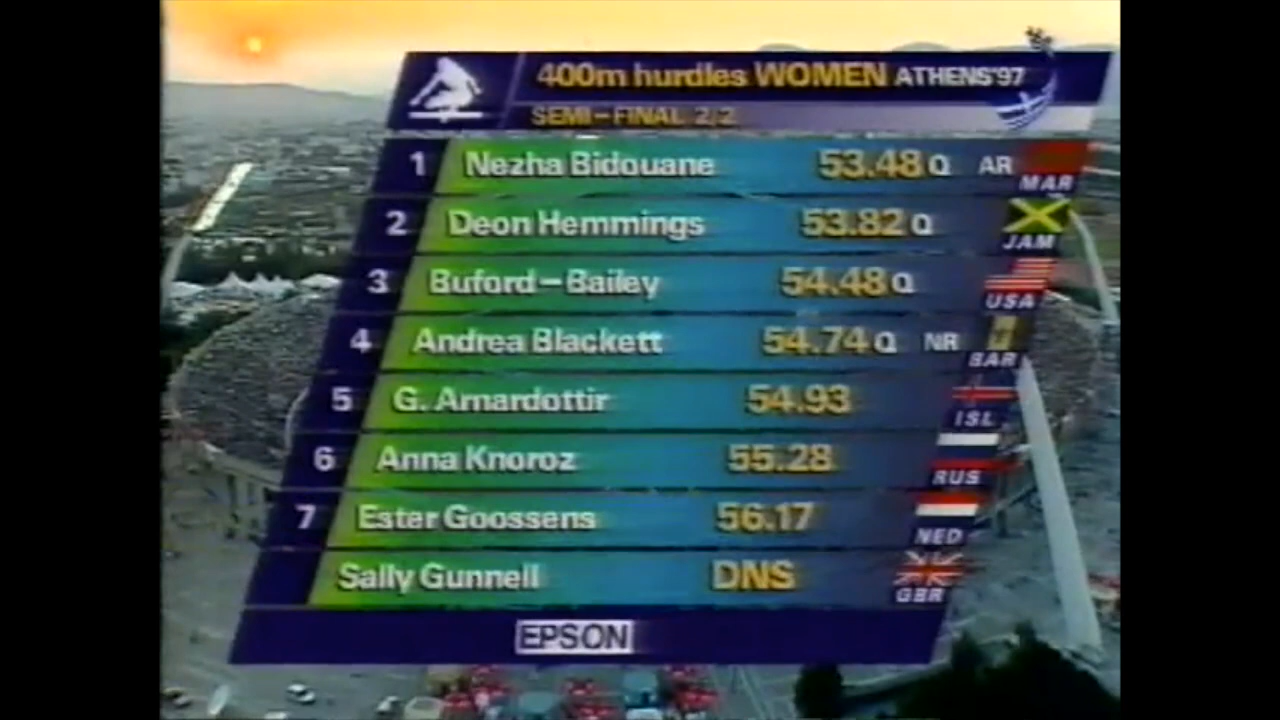 400m hurdles WOMEN ATHENS'97
SEMI-FINAL 2/2
1 Nezha Bidouane 53.48 Q AR MAR
2 Deon Hemmings 53.82 Q JAM
3 Buford-Bailey 54.48 Q USA
4 Andrea Blackett 54.74 Q NR BAR
5 G. Arnardottir 54.93 ISL
6 Anna Knoroz 55.28 RUS
7 Ester Goossens 56.17 NED
Sally Gunnell DNS GBR
EPSON